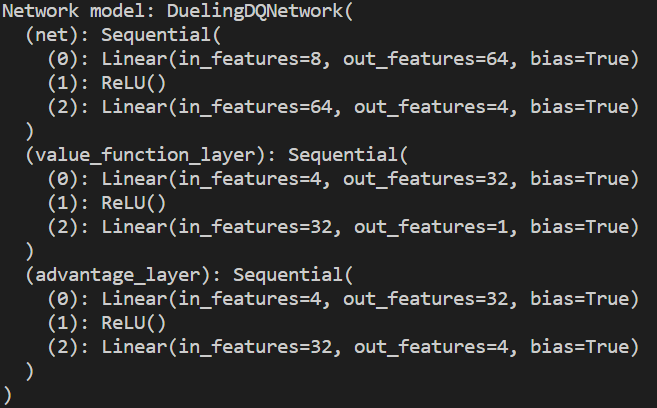 Network model: DuelingDQNetwork(
  (net): Sequential(
    (0): Linear(in_features=8, out_features=64, bias=True)
    (1): ReLU()
    (2): Linear(in_features=64, out_features=4, bias=True)
  )
  (value_function_layer): Sequential(
    (0): Linear(in_features=4, out_features=32, bias=True)
    (1): ReLU()
    (2): Linear(in_features=32, out_features=1, bias=True)
  )
  (advantage_layer): Sequential(
    (0): Linear(in_features=4, out_features=32, bias=True)
    (1): ReLU()
    (2): Linear(in_features=32, out_features=4, bias=True)
  )
)